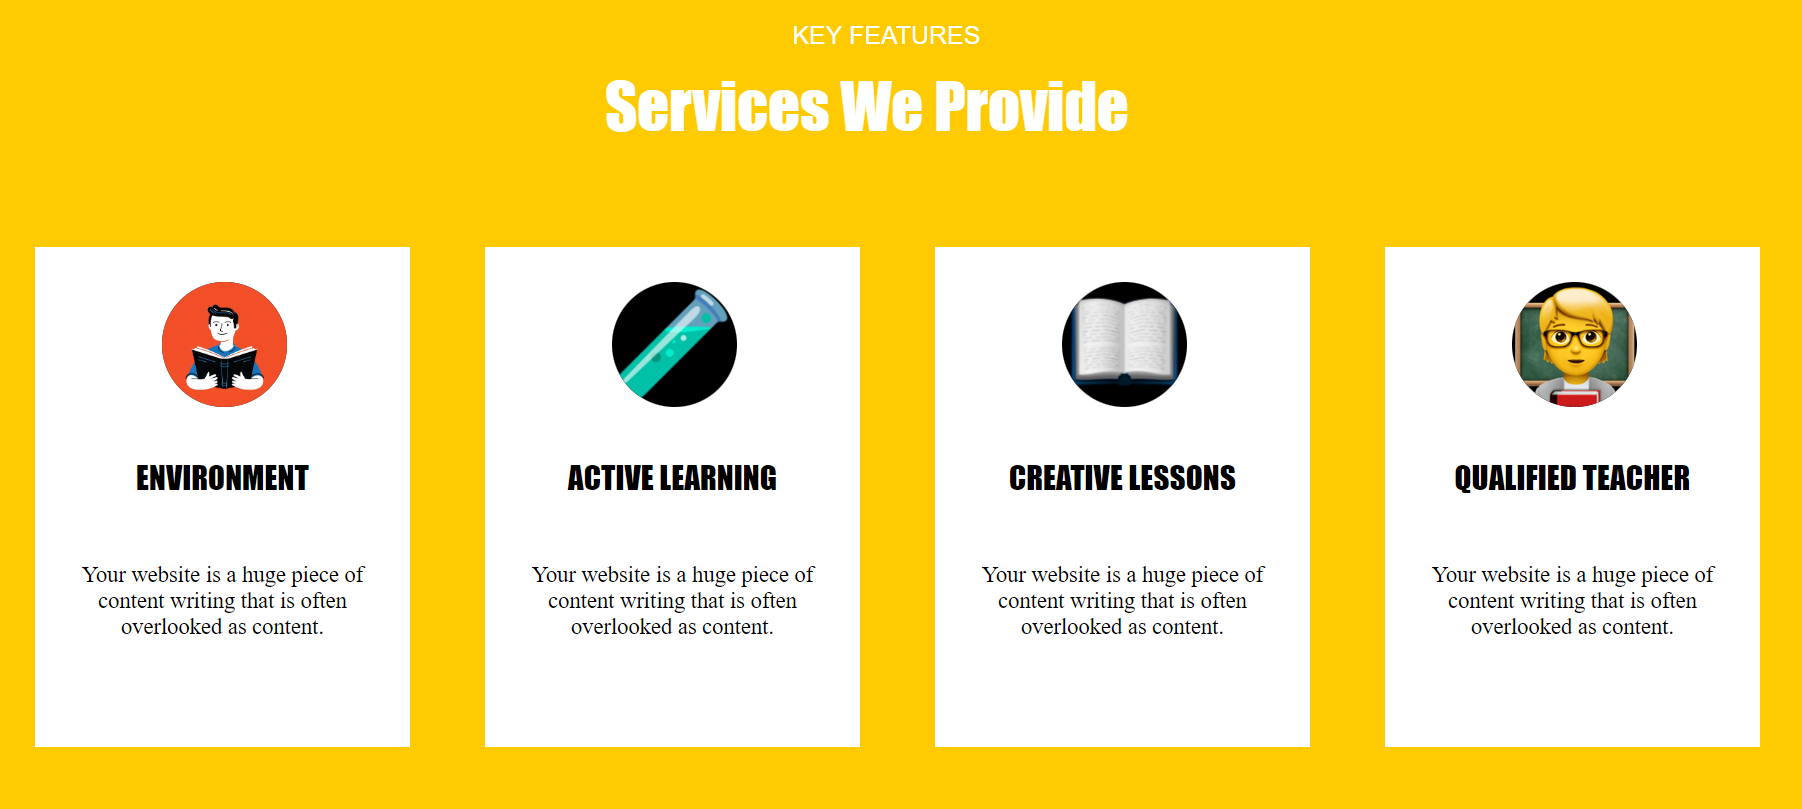 KEY FEATURES
Services We Provide
ENVIRONMENT
Your website is a huge piece of
content writing that is often
overlooked as content.
ACTIVE LEARNING
Your website is a huge piece of
content writing that is often
overlooked as content.
CREATIVE LESSONS
Your website is a huge piece of
content writing that is often
overlooked as content.
QUALIFIED TEACHER
Your website is a huge piece of
content writing that is often
overlooked as content.